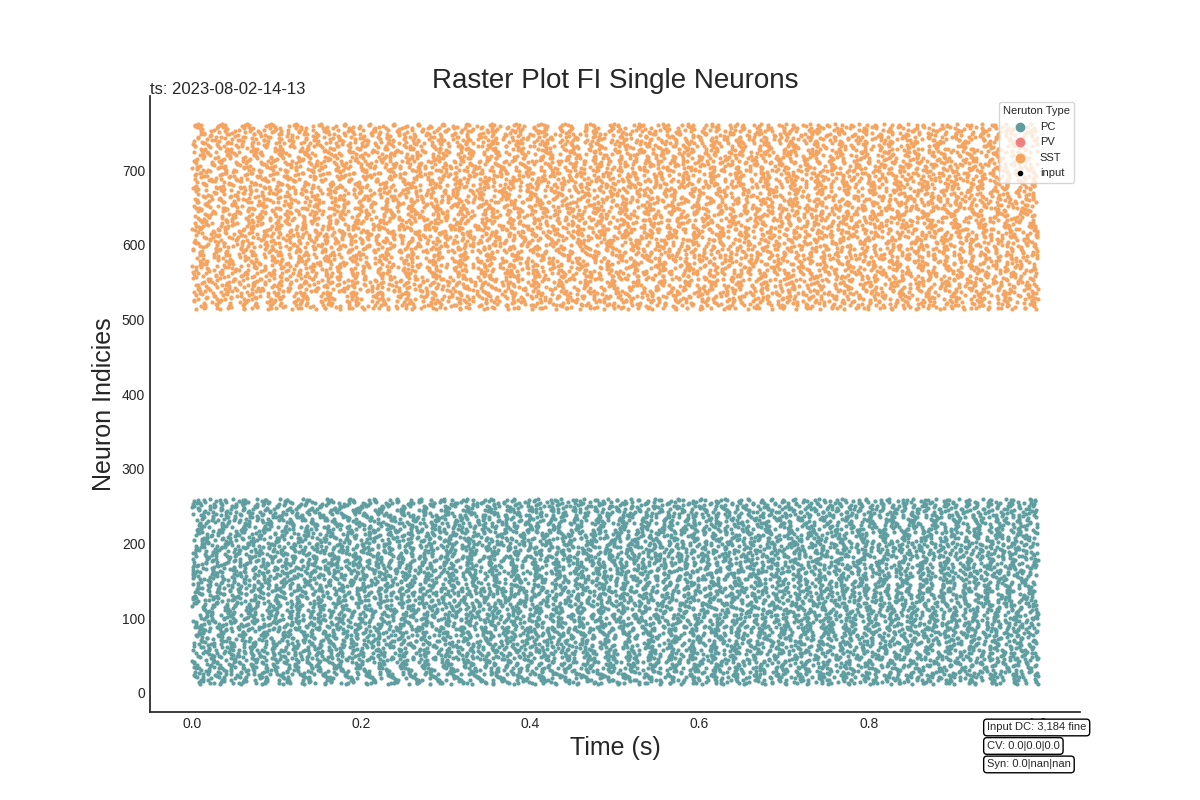 Raster Plot FI Single Neurons
ts: 2023-08-02-14-13
Neruton Type
PC
PV
SST
input
Neuron Indicies
700
600
500
400
300
200
100
0
0.0
0.2
0.4
0.6
0.8
Time (s)
Input DC: 3,184 fine
CV: 0.0|0.0|0.0
Syn: 0.0|nan|nan